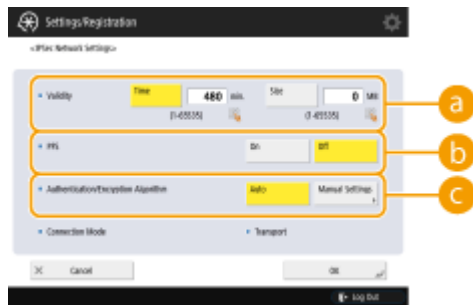 Settings/Registration
<IPSec Network Settings>
• Validity Time 480 min. Size 0 MB
(1-65535) (1-65535)
a
• PFS On Off
b
• Authentication/Encryption Algorithm Auto Manual Settings
c
• Connection Mode • Transport
Cancel OK
Log Out